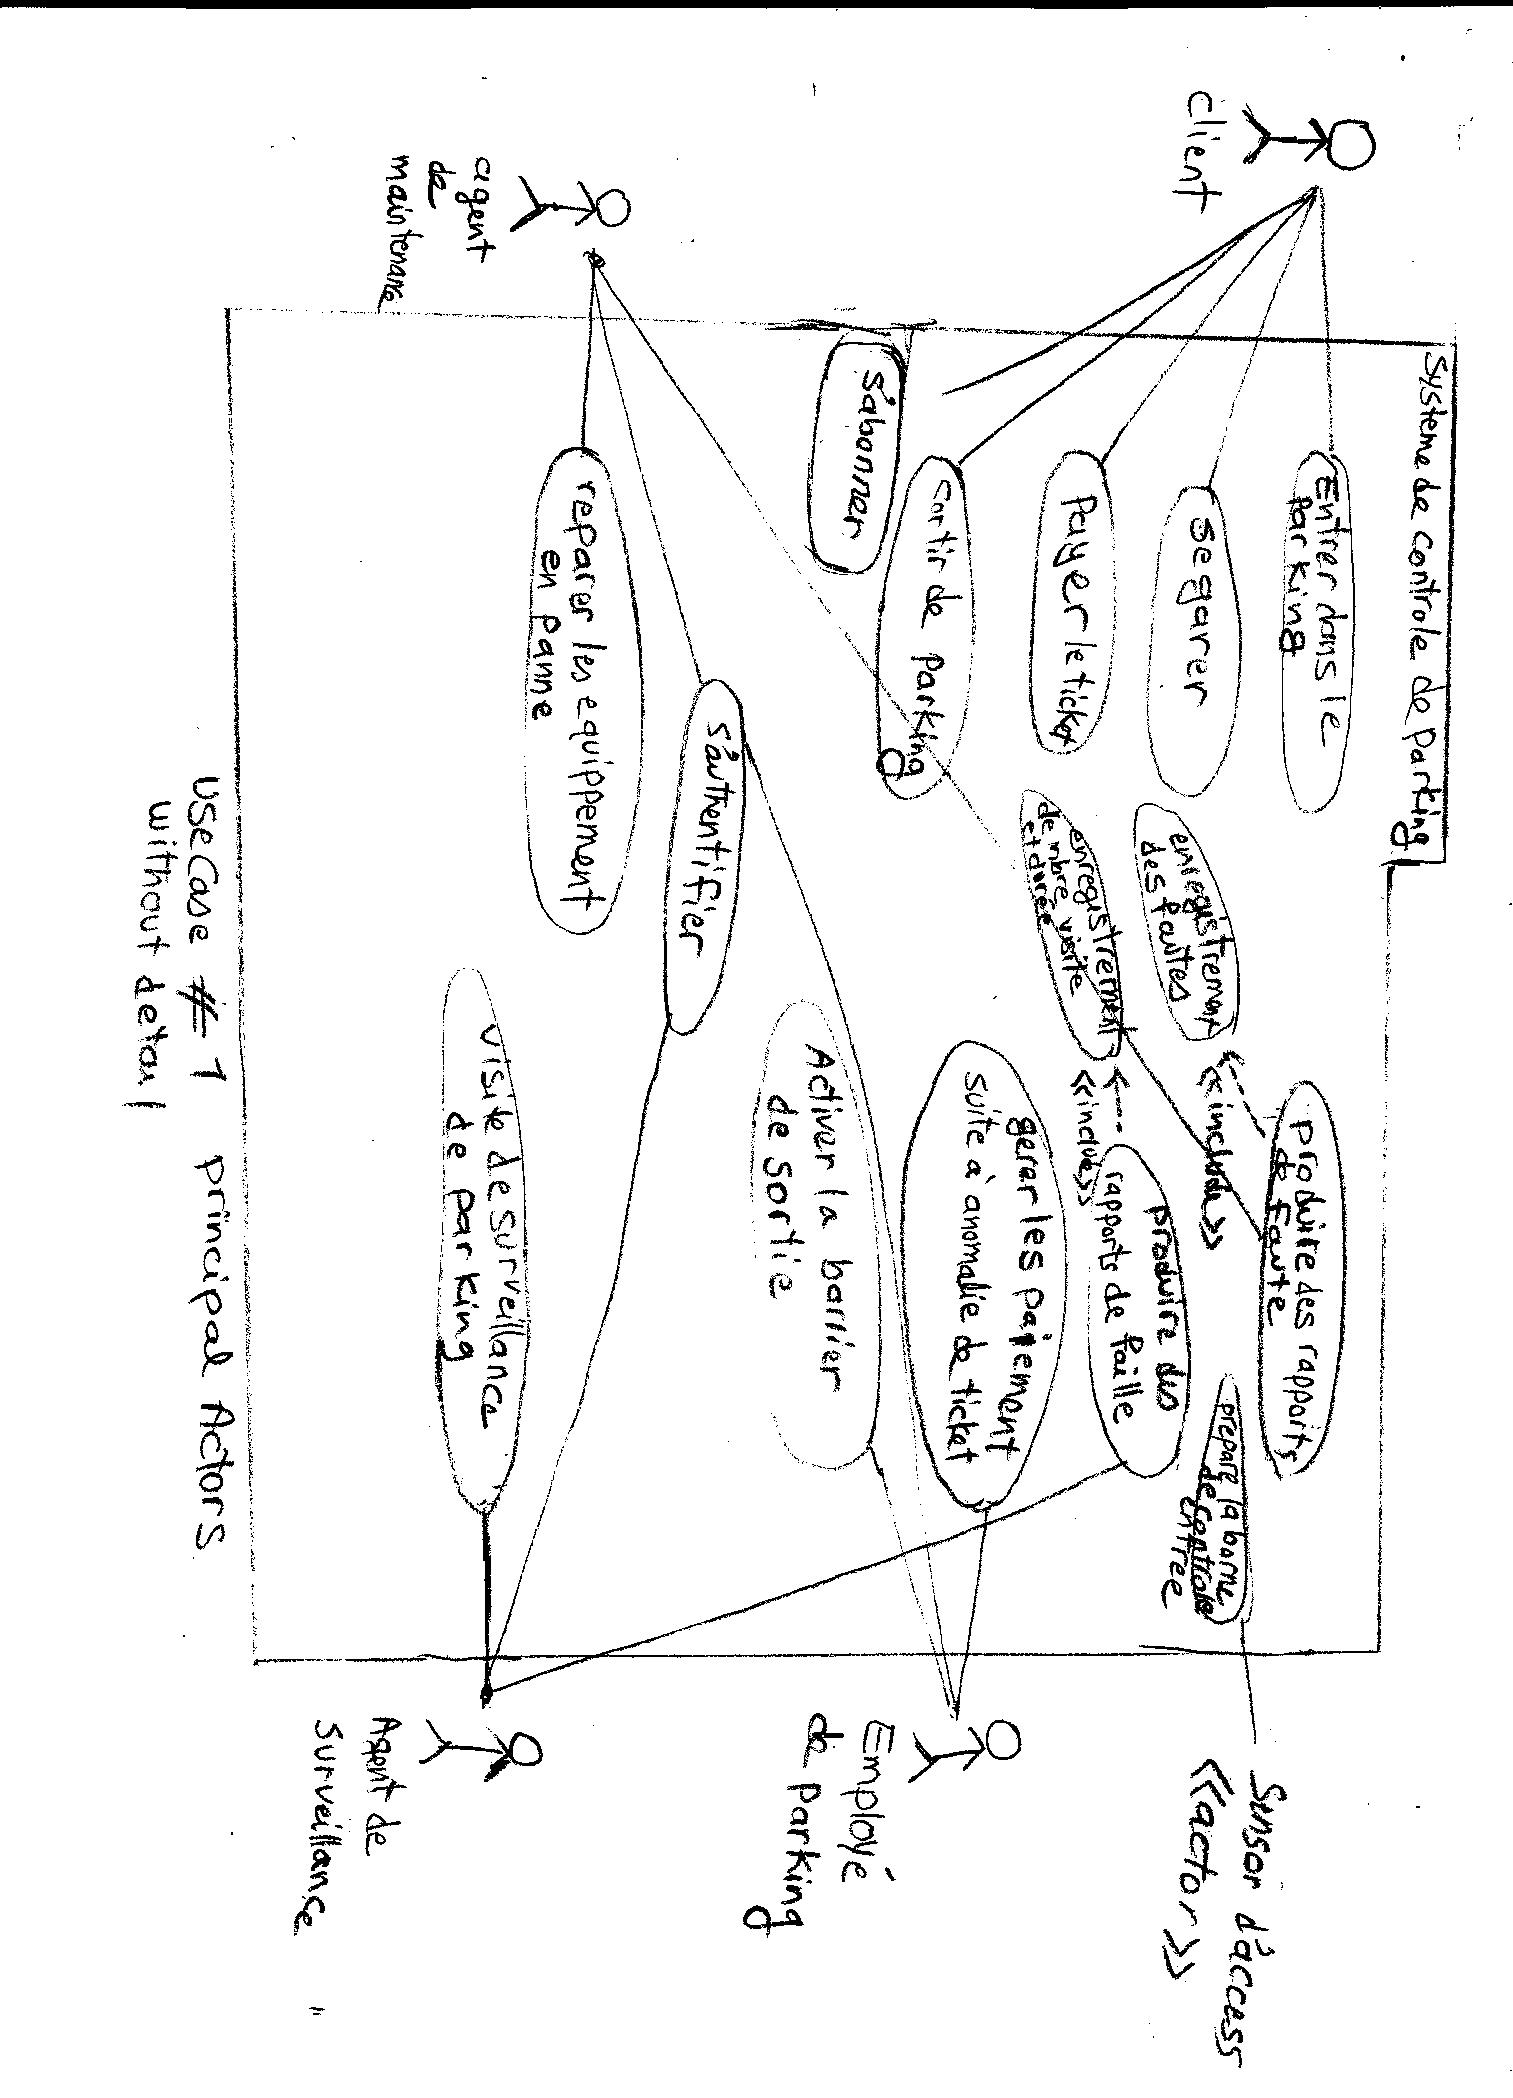 Systeme de controle de Parking
Entrer dans le
Parking
produire des rapports
de faute
Sensor d'access
<<actor>>
client
se garer
enregistrement
des fautes
<<include>>
prepare la borne
de controle
entree
produire des
rapports de faille
Payer le ticket
enregistrement
de nbre visite
et durée
<<include>>
gerer les paiement
suite à anomalie de ticket
sortir de parking
Employé
de parking
s'abonner
Activer la barrier
de sortie
s'authentifier
reparer les equippement
en panne
agent
de
maintenance
visite de surveillance
de parking
Agent de
surveillance
use Case # 1 principal Actors
without detail